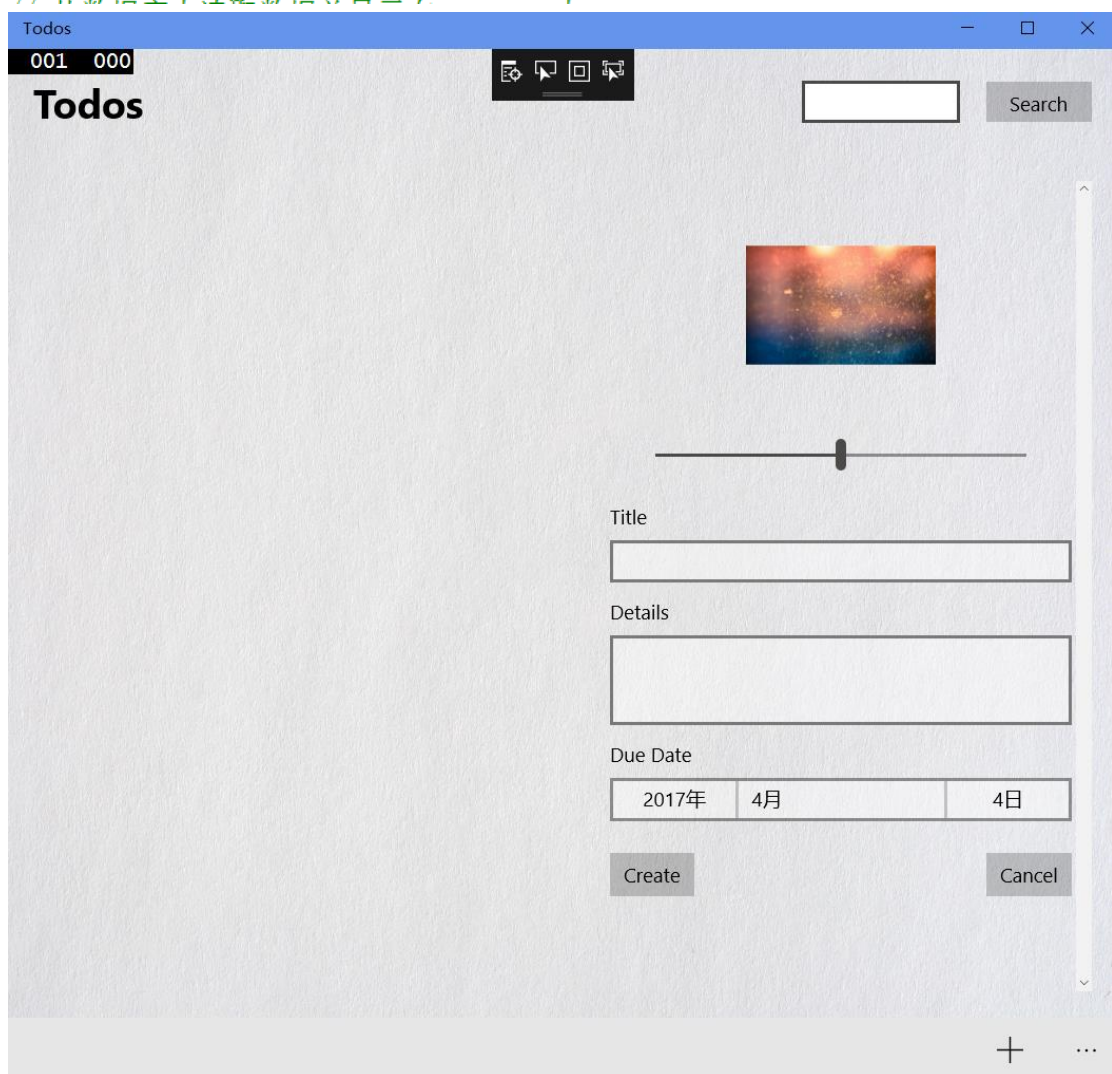 Todos
001 000
Todos
Search
Title
Details
Due Date
2017年 4月 4日
Create
Cancel